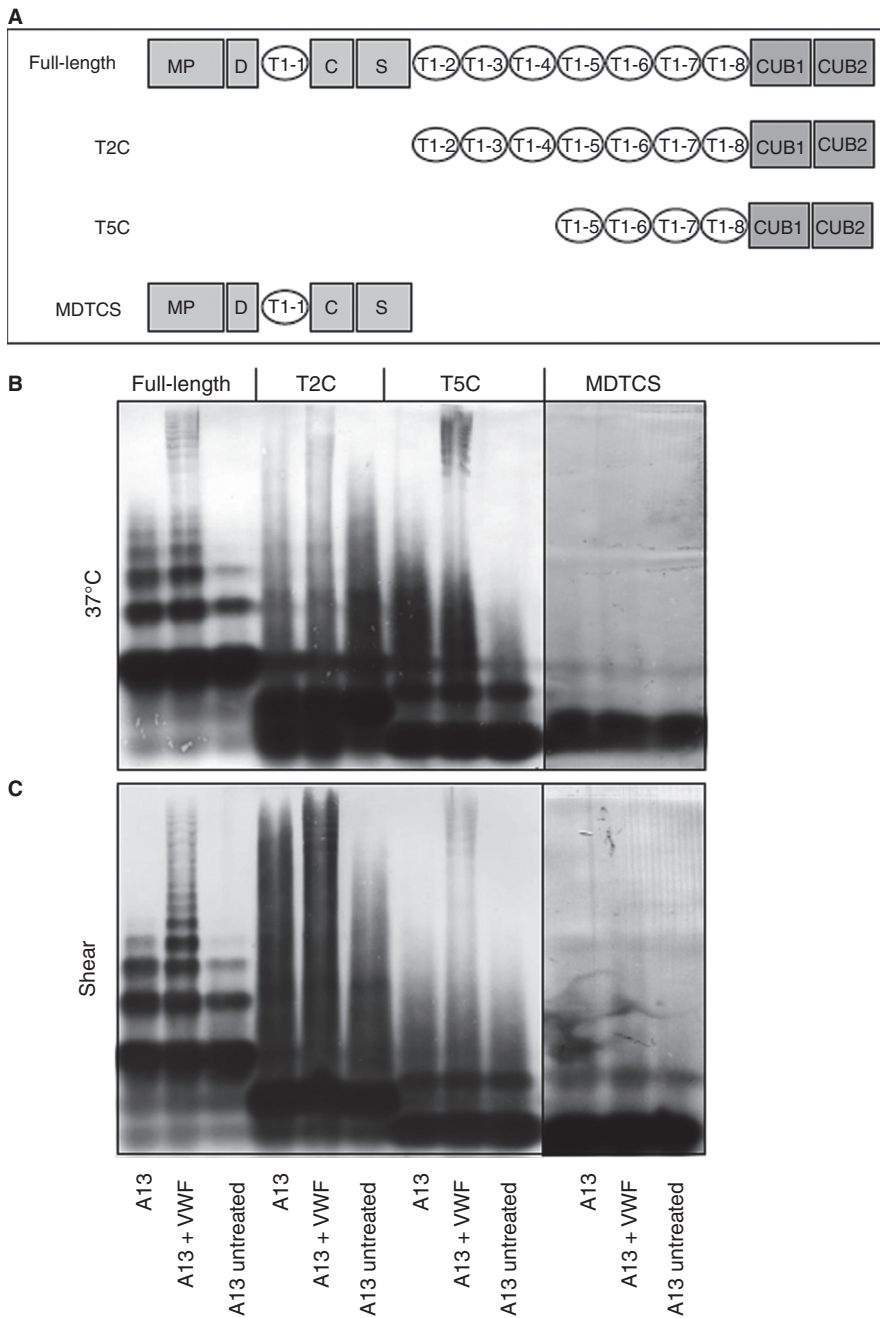 A
Full-length MP D T1-1 C S T1-2 T1-3 T1-4 T1-5 T1-6 T1-7 T1-8 CUB1 CUB2
T2C T1-2 T1-3 T1-4 T1-5 T1-6 T1-7 T1-8 CUB1 CUB2
T5C T1-5 T1-6 T1-7 T1-8 CUB1 CUB2
MDTCS MP D T1-1 C S
B Full-length T2C T5C MDTCS
37°C
C
Shear
A13
A13 + VWF
A13 untreated
A13
A13 + VWF
A13 untreated
A13
A13 + VWF
A13 untreated
A13
A13 + VWF
A13 untreated